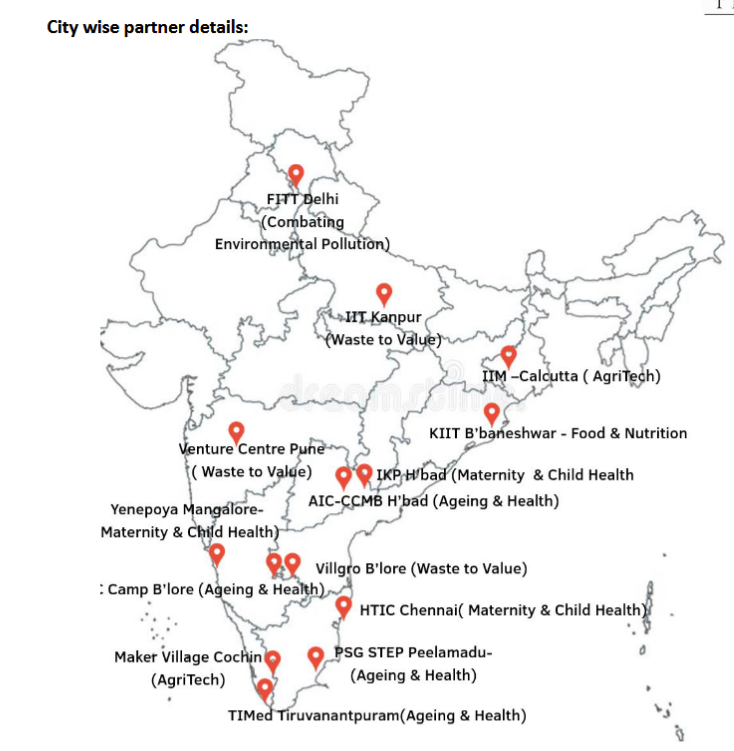 City wise partner details:
FITT Delhi
(Combating
Environmental Pollution)
IIT Kanpur
(Waste to Value)
IIM –Calcutta ( AgriTech)
KIIT B'baneshwar - Food & Nutrition
Venture Centre Pune
( Waste to Value)
IKP H'bad (Maternity & Child Health
AIC-CCMB H'bad (Ageing & Health)
Yenepoya Mangalore-
Maternity & Child Health)
Villgro B'lore (Waste to Value)
: Camp B'lore (Ageing & Health)
HTIC Chennai( Maternity & Child Health)
Maker Village Cochin
(AgriTech)
PSG STEP Peelamadu-
(Ageing & Health)
TIMed Tiruvanantpuram(Ageing & Health)